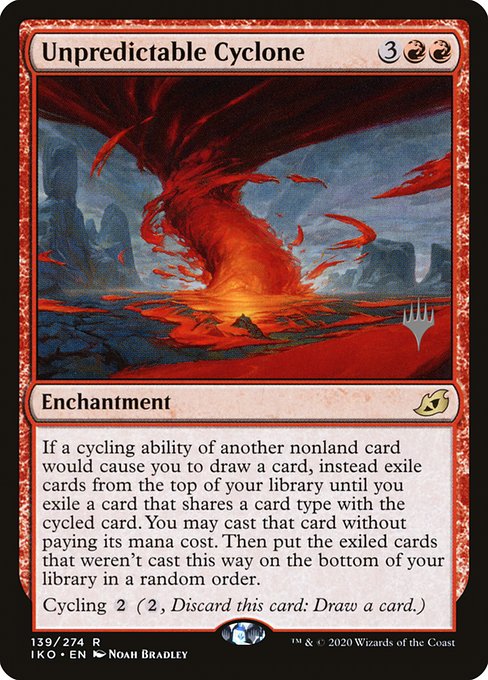 Unpredictable Cyclone 3
Enchantment
If a cycling ability of another nonland card
would cause you to draw a card, instead exile
cards from the top of your library until you
exile a card that shares a card type with the
cycled card. You may cast that card without
paying its mana cost. Then put the exiled cards
that weren't cast this way on the bottom of your
library in a random order.
Cycling 2 (2, Discard this card: Draw a card.)
139/274 R
IKO • EN Noah Bradley
™ & © 2020 Wizards of the Coast